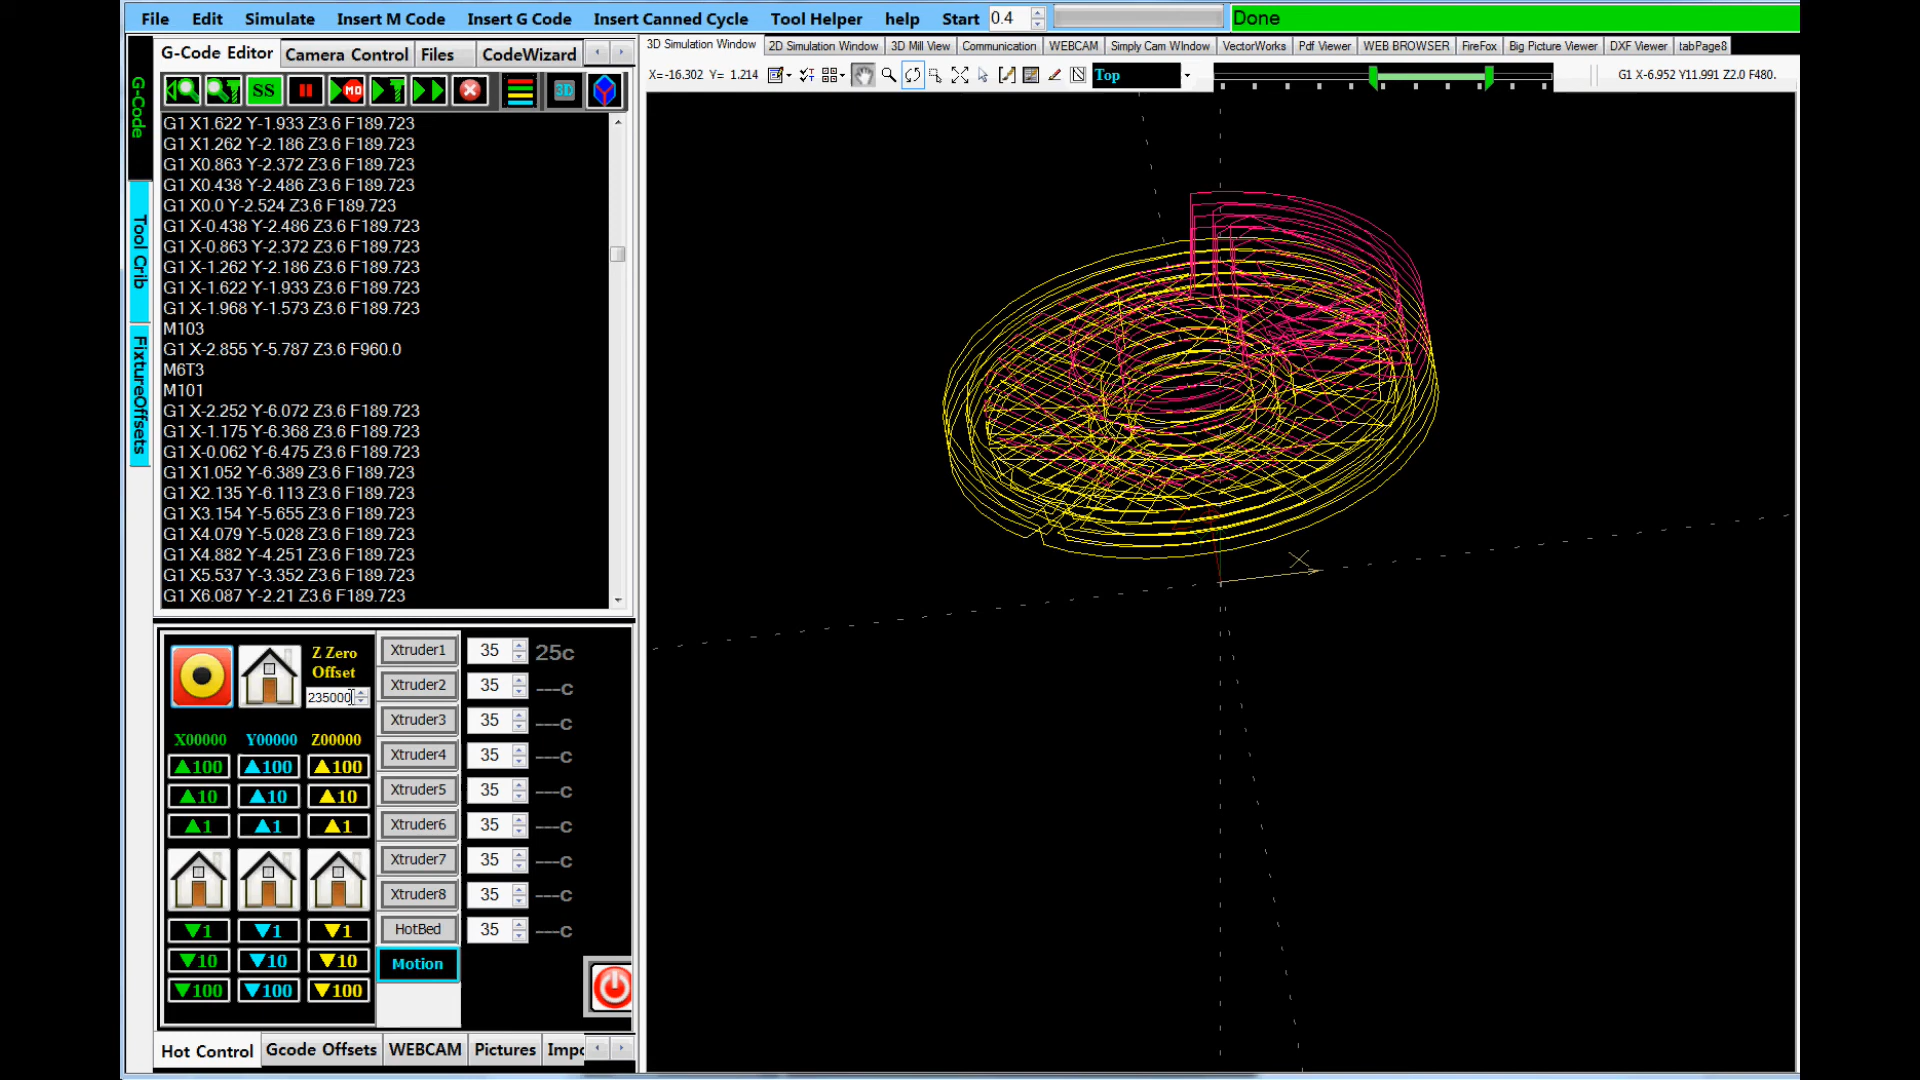 File Edit Simulate Insert M Code Insert G Code Insert Canned Cycle Tool Helper help Start 0.4 Done
G-Code Editor Camera Control Files CodeWizard
3D Simulation Window 2D Simulation Window 3D Mill View Communication WEBCAM Simply Cam WIndow VectorWorks Pdf Viewer WEB BROWSER FireFox Big Picture Viewer DXF Viewer tabPage8
X=-16.302 Y= 1.214 Top G1 X-6.952 Y11.991 Z2.0 F480.
SS M0 3D
G-Code
Tool Crib
FixtureOffsets
G1 X1.622 Y-1.933 Z3.6 F189.723
G1 X1.262 Y-2.186 Z3.6 F189.723
G1 X0.863 Y-2.372 Z3.6 F189.723
G1 X0.438 Y-2.486 Z3.6 F189.723
G1 X0.0 Y-2.524 Z3.6 F189.723
G1 X-0.438 Y-2.486 Z3.6 F189.723
G1 X-0.863 Y-2.372 Z3.6 F189.723
G1 X-1.262 Y-2.186 Z3.6 F189.723
G1 X-1.622 Y-1.933 Z3.6 F189.723
G1 X-1.968 Y-1.573 Z3.6 F189.723
M103
G1 X-2.855 Y-5.787 Z3.6 F960.0
M6T3
M101
G1 X-2.252 Y-6.072 Z3.6 F189.723
G1 X-1.175 Y-6.368 Z3.6 F189.723
G1 X-0.062 Y-6.475 Z3.6 F189.723
G1 X1.052 Y-6.389 Z3.6 F189.723
G1 X2.135 Y-6.113 Z3.6 F189.723
G1 X3.154 Y-5.655 Z3.6 F189.723
G1 X4.079 Y-5.028 Z3.6 F189.723
G1 X4.882 Y-4.251 Z3.6 F189.723
G1 X5.537 Y-3.352 Z3.6 F189.723
G1 X6.087 Y-2.21 Z3.6 F189.723
X
Z Zero
Offset
235000
X00000 Y00000 Z00000
▲100 ▲100 ▲100
▲10 ▲10 ▲10
▲1 ▲1 ▲1
▼1 ▼1 ▼1
▼10 ▼10 ▼10
▼100 ▼100 ▼100
Xtruder1 35 25c
Xtruder2 35 ---c
Xtruder3 35 ---c
Xtruder4 35 ---c
Xtruder5 35 ---c
Xtruder6 35 ---c
Xtruder7 35 ---c
Xtruder8 35 ---c
HotBed 35 ---c
Motion
Hot Control Gcode Offsets WEBCAM Pictures Impo